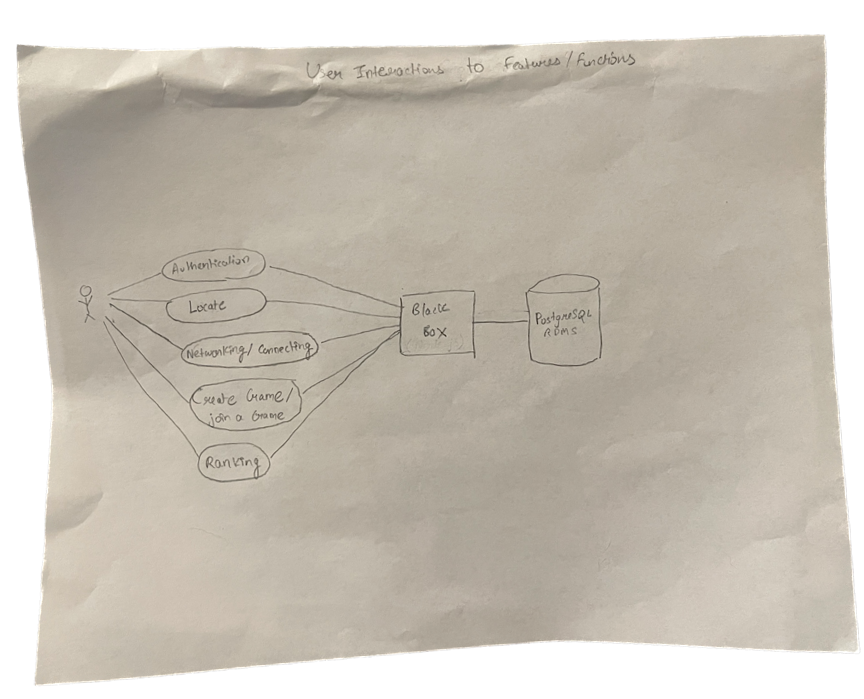 User Interactions to Features/Functions
Authentication
Locate
Networking/Connecting
Create Game/
join a Game
Ranking
Black
Box
PostgreSQL
RDMS